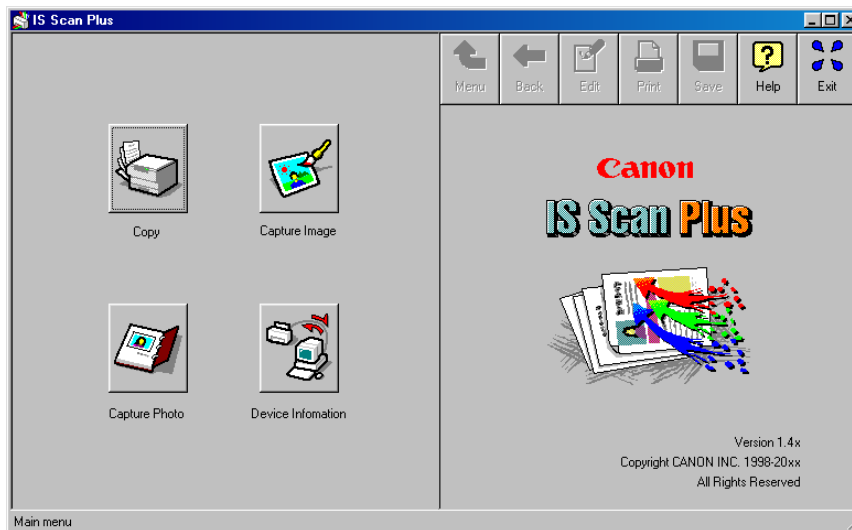 IS Scan Plus
Menu
Back
Edit
Print
Save
Help
Exit
Copy
Capture Image
Capture Photo
Device Infomation
Canon
IS Scan Plus
Version 1.4x
Copyright CANON INC. 1998-20xx
All Rights Reserved
Main menu